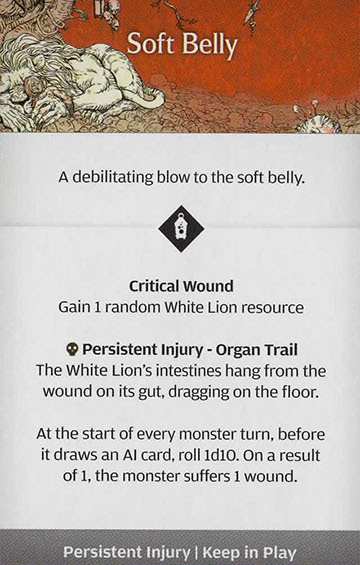 Soft Belly
A debilitating blow to the soft belly.
Critical Wound
Gain 1 random White Lion resource
Persistent Injury - Organ Trail
The White Lion's intestines hang from the
wound on its gut, dragging on the floor.
At the start of every monster turn, before
it draws an AI card, roll 1d10. On a result
of 1, the monster suffers 1 wound.
Persistent Injury | Keep in Play